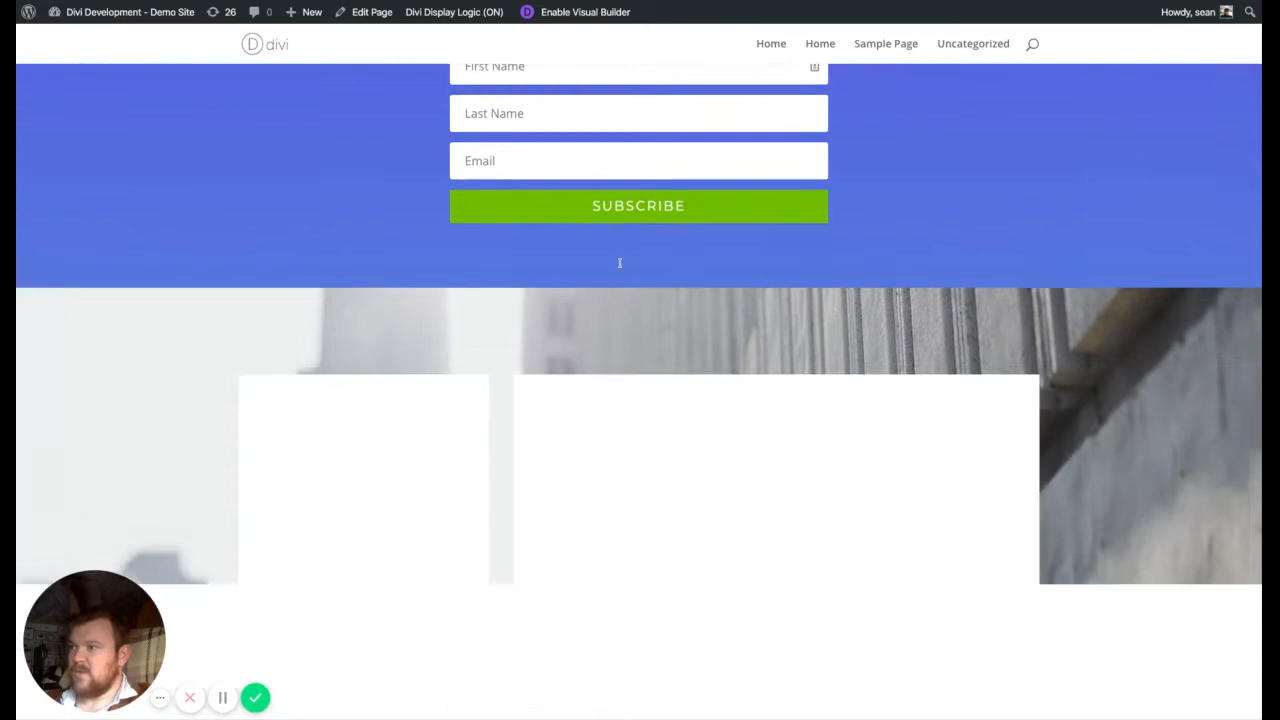 Divi Development - Demo Site 26 0 New Edit Page Divi Display Logic (ON) D Enable Visual Builder Howdy, sean
D divi Home Home Sample Page Uncategorized
First Name
Last Name
Email
SUBSCRIBE